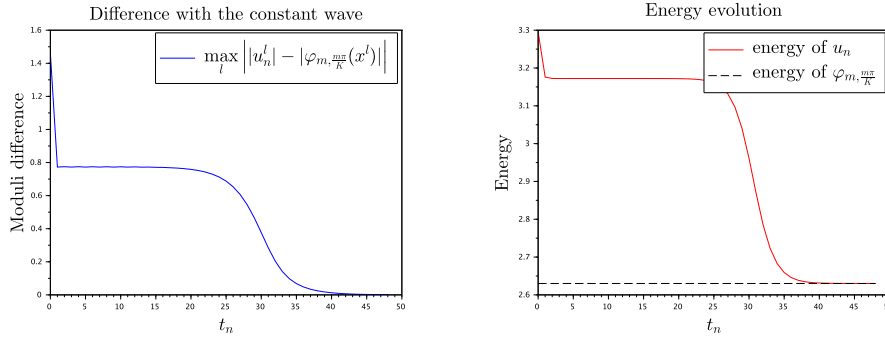 Difference with the constant wave
1.6
1.4
1.2
1
0.8
0.6
0.4
0.2
0
Moduli difference
max_l ||u_n^l| − |φ_{m, mπ/K}(x^l)||
0 5 10 15 20 25 30 35 40 45 50
t_n
Energy evolution
3.3
3.2
3.1
3
2.9
2.8
2.7
2.6
Energy
energy of u_n
energy of φ_{m, mπ/K}
0 5 10 15 20 25 30 35 40 45 50
t_n